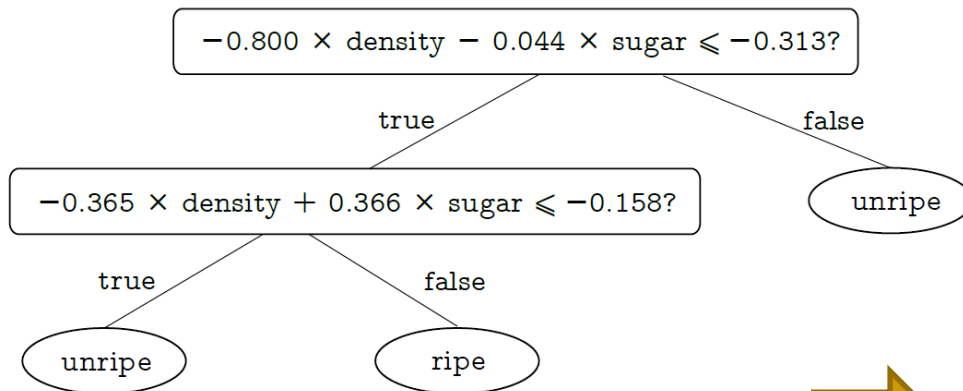 −0.800 × density − 0.044 × sugar ⩽ −0.313?
true
false
−0.365 × density + 0.366 × sugar ⩽ −0.158?
unripe
true
false
unripe
ripe